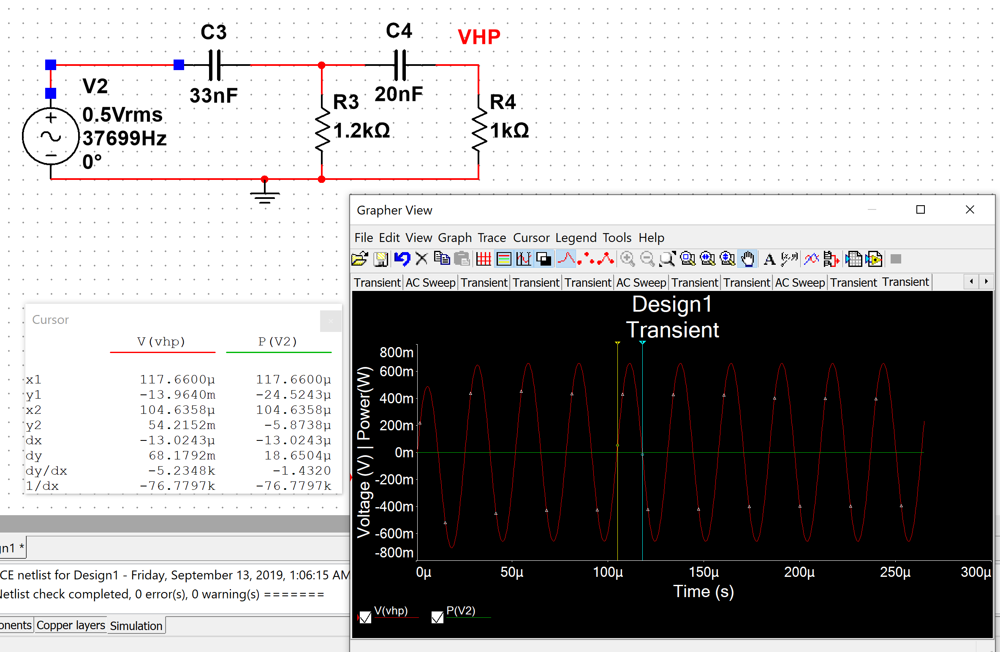 C3
C4
VHP
V2
33nF
R3
20nF
R4
0.5Vrms
1.2kΩ
1kΩ
37699Hz
0°
Grapher View
File Edit View Graph Trace Cursor Legend Tools Help
Transient AC Sweep Transient Transient Transient AC Sweep Transient Transient AC Sweep Transient Transient
Cursor
V(vhp) P(V2)
x1 117.6600µ 117.6600µ
y1 -13.9640m -24.5243µ
x2 104.6358µ 104.6358µ
y2 54.2152m -5.8738µ
dx -13.0243µ -13.0243µ
dy 68.1792m 18.6504µ
dy/dx -5.2348k -1.4320
1/dx -76.7797k -76.7797k
Design1
Transient
Voltage (V) | Power(W)
800m
600m
400m
200m
0m
-200m
-400m
-600m
-800m
0µ 50µ 100µ 150µ 200µ 250µ 300µ
Time (s)
V(vhp) P(V2)
gn1 *
CE netlist for Design1 - Friday, September 13, 2019, 1:06:15 AM
Netlist check completed, 0 error(s), 0 warning(s) =======
onents Copper layers Simulation